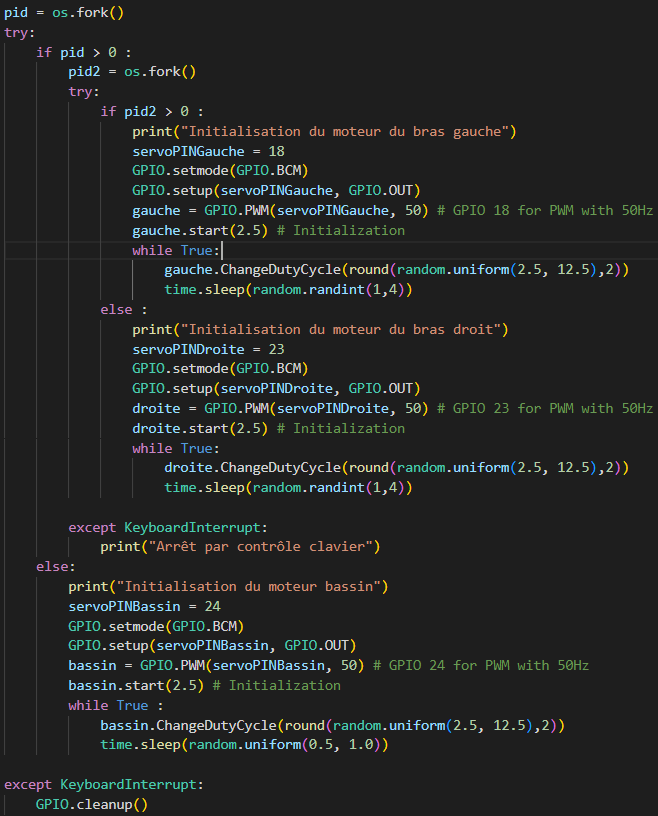 pid = os.fork()
try:
    if pid > 0 :
        pid2 = os.fork()
        try:
            if pid2 > 0 :
                print("Initialisation du moteur du bras gauche")
                servoPINGauche = 18
                GPIO.setmode(GPIO.BCM)
                GPIO.setup(servoPINGauche, GPIO.OUT)
                gauche = GPIO.PWM(servoPINGauche, 50) # GPIO 18 for PWM with 50Hz
                gauche.start(2.5) # Initialization
                while True:
                    gauche.ChangeDutyCycle(round(random.uniform(2.5, 12.5),2))
                    time.sleep(random.randint(1,4))
            else :
                print("Initialisation du moteur du bras droit")
                servoPINDroite = 23
                GPIO.setmode(GPIO.BCM)
                GPIO.setup(servoPINDroite, GPIO.OUT)
                droite = GPIO.PWM(servoPINDroite, 50) # GPIO 23 for PWM with 50Hz
                droite.start(2.5) # Initialization
                while True:
                    droite.ChangeDutyCycle(round(random.uniform(2.5, 12.5),2))
                    time.sleep(random.randint(1,4))

        except KeyboardInterrupt:
            print("Arrêt par contrôle clavier")
    else:
        print("Initialisation du moteur bassin")
        servoPINBassin = 24
        GPIO.setmode(GPIO.BCM)
        GPIO.setup(servoPINBassin, GPIO.OUT)
        bassin = GPIO.PWM(servoPINBassin, 50) # GPIO 24 for PWM with 50Hz
        bassin.start(2.5) # Initialization
        while True :
            bassin.ChangeDutyCycle(round(random.uniform(2.5, 12.5),2))
            time.sleep(random.uniform(0.5, 1.0))

except KeyboardInterrupt:
    GPIO.cleanup()